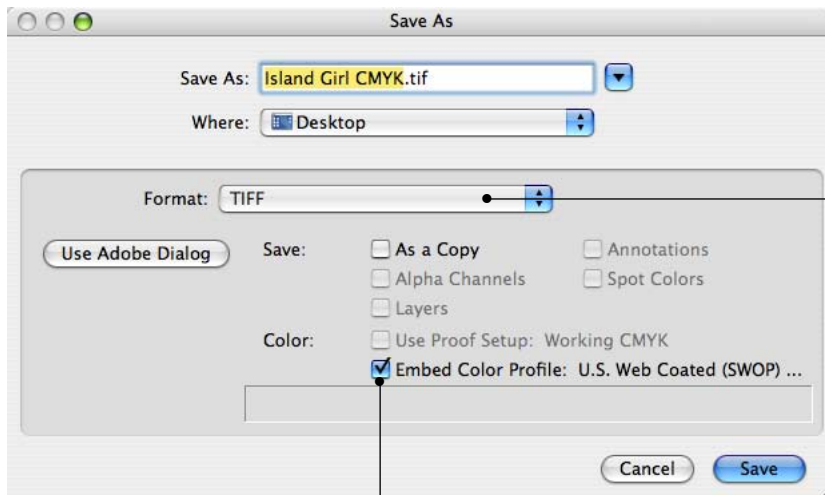 Save As
Save As: Island Girl CMYK.tif
Where: Desktop
Format: TIFF
Use Adobe Dialog
Save: As a Copy Annotations
Alpha Channels Spot Colors
Layers
Color: Use Proof Setup: Working CMYK
Embed Color Profile: U.S. Web Coated (SWOP) ...
Cancel Save